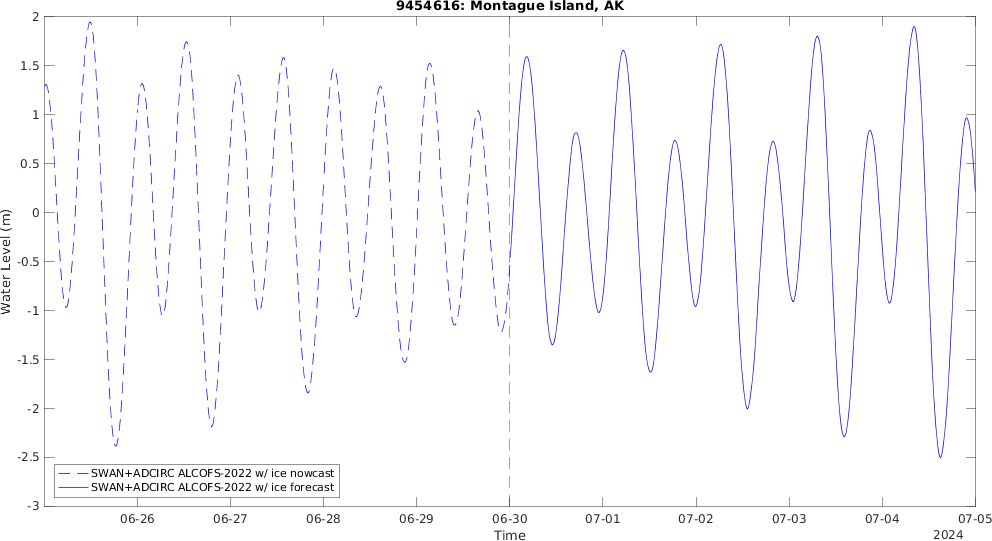 9454616: Montague Island, AK
2
1.5
1
0.5
0
-0.5
-1
-1.5
-2
-2.5
-3
Water Level (m)
SWAN+ADCIRC ALCOFS-2022 w/ ice nowcast
SWAN+ADCIRC ALCOFS-2022 w/ ice forecast
06-26 06-27 06-28 06-29 06-30 07-01 07-02 07-03 07-04 07-05
Time
2024